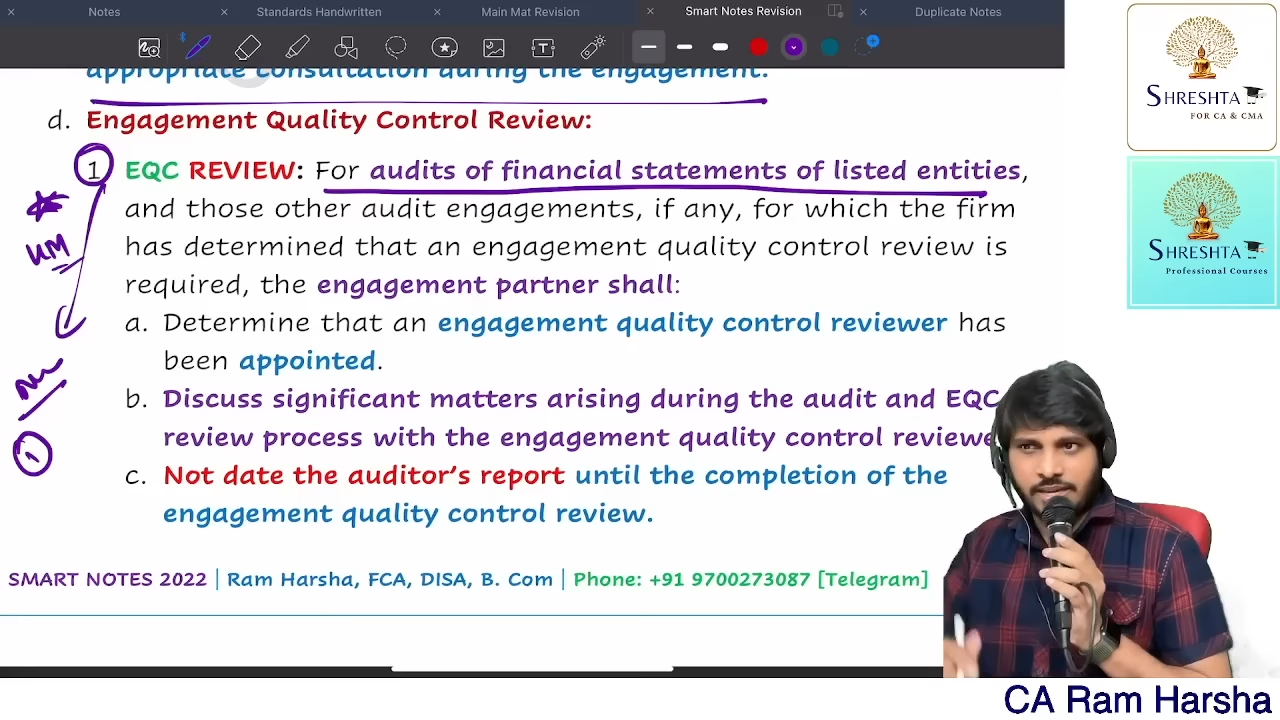 Notes
Standards Handwritten
Main Mat Revision
Smart Notes Revision
Duplicate Notes
SHRESHTA
FOR CA & CMA
appropriate consultation during the engagement.
d. Engagement Quality Control Review:
1 EQC REVIEW: For audits of financial statements of listed entities,
and those other audit engagements, if any, for which the firm
has determined that an engagement quality control review is
required, the engagement partner shall:
a. Determine that an engagement quality control reviewer has
been appointed.
b. Discuss significant matters arising during the audit and EQC
review process with the engagement quality control reviewe
c. Not date the auditor's report until the completion of the
engagement quality control review.
SMART NOTES 2022 | Ram Harsha, FCA, DISA, B. Com | Phone: +91 9700273087 [Telegram]
SHRESHTA
Professional Courses
CA Ram Harsha